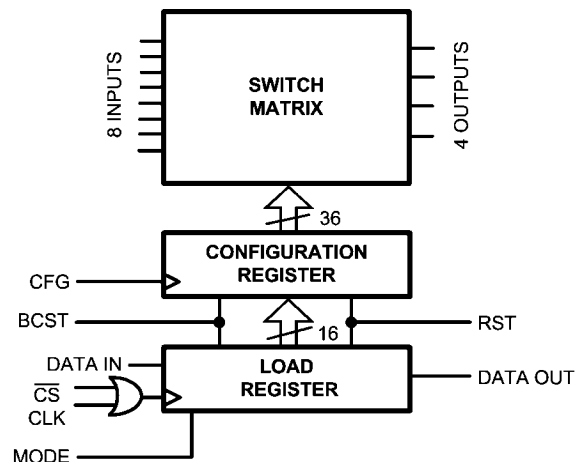 8 INPUTS
SWITCH
MATRIX
4 OUTPUTS
36
CONFIGURATION
REGISTER
CFG
BCST
16
RST
DATA IN
LOAD
REGISTER
DATA OUT
CS
CLK
MODE